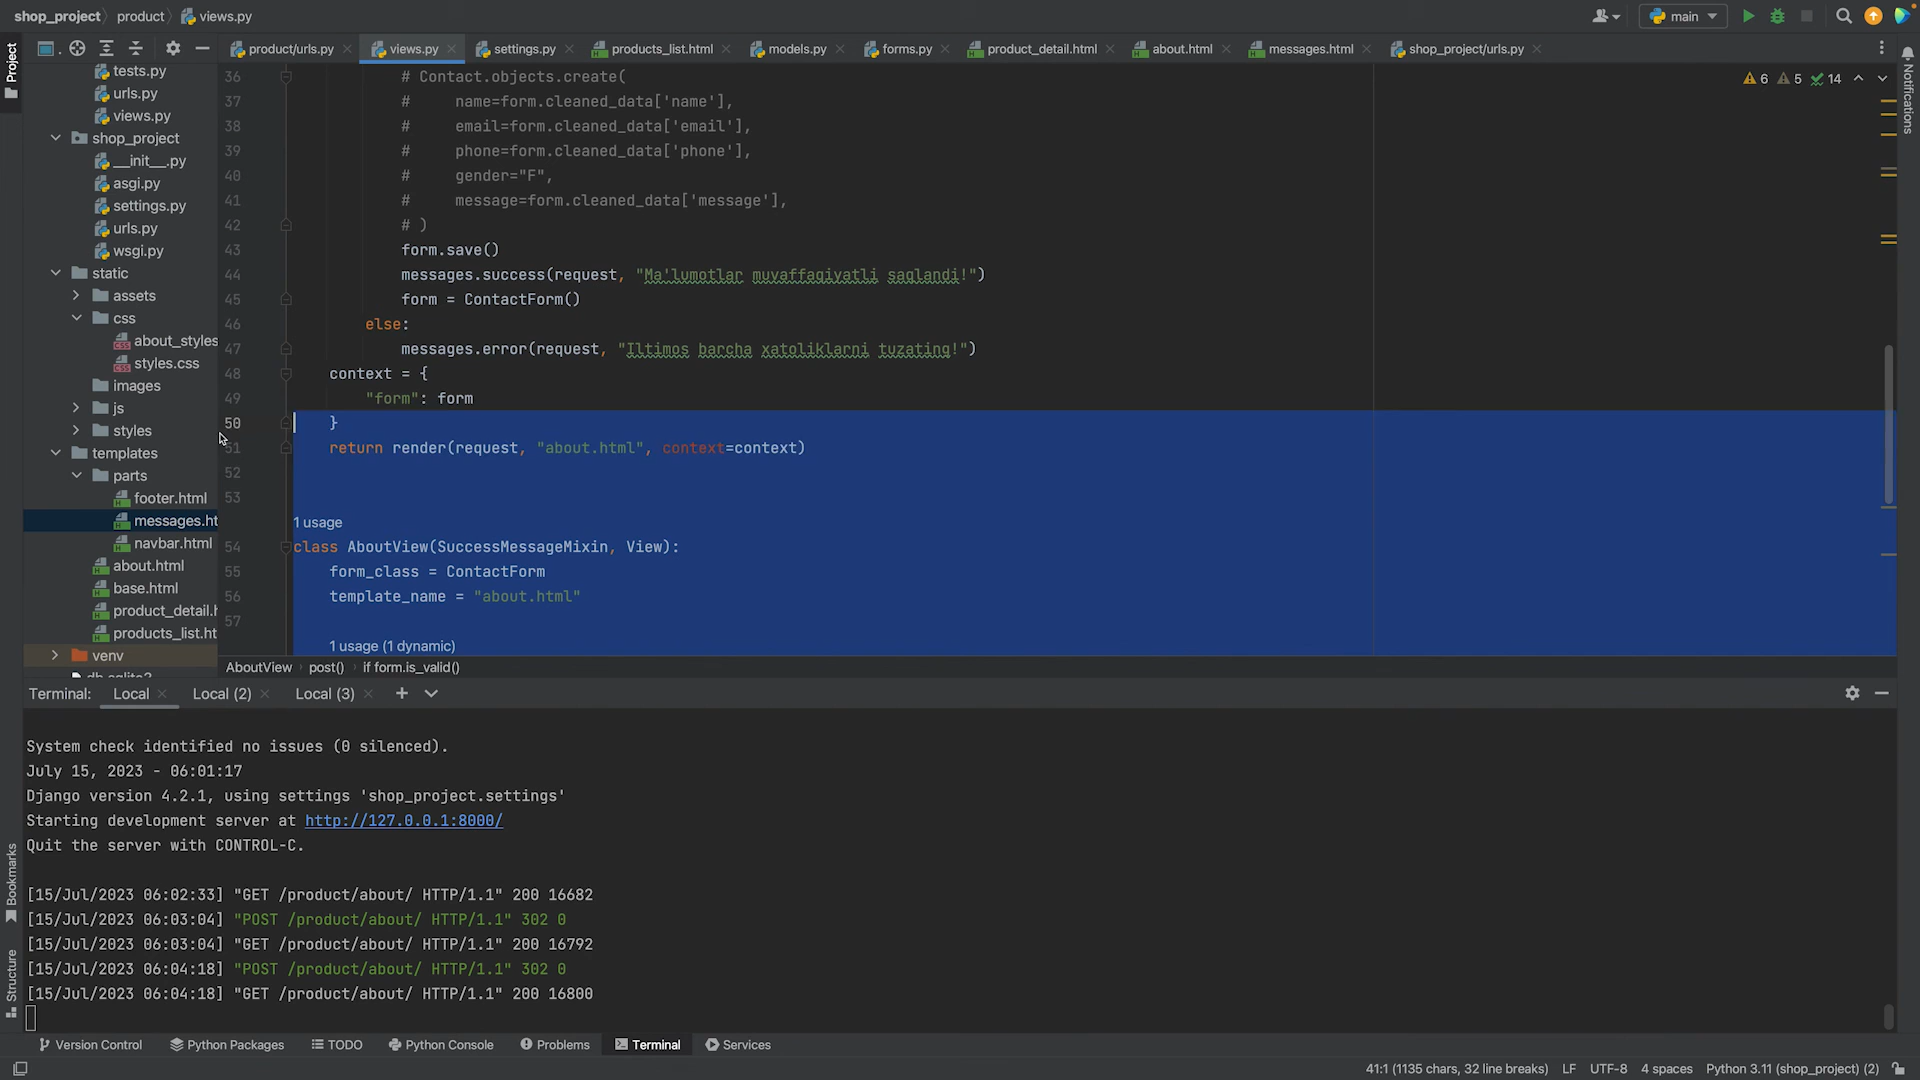 shop_project product views.py
main
Project
product/urls.py views.py settings.py products_list.html models.py forms.py product_detail.html about.html messages.html shop_project/urls.py
Notifications
tests.py
urls.py
views.py
shop_project
__init__.py
asgi.py
settings.py
urls.py
wsgi.py
static
assets
css
about_styles
styles.css
images
js
styles
templates
parts
footer.html
messages.ht
navbar.html
about.html
base.html
product_detail.h
products_list.ht
venv
6 5 14
36 # Contact.objects.create(
37 # name=form.cleaned_data['name'],
38 # email=form.cleaned_data['email'],
39 # phone=form.cleaned_data['phone'],
40 # gender="F",
41 # message=form.cleaned_data['message'],
42 # )
43 form.save()
44 messages.success(request, "Ma'lumotlar muvaffaqiyatli saqlandi!")
45 form = ContactForm()
46 else:
47 messages.error(request, "Iltimos barcha xatoliklarni tuzating!")
48 context = {
49 "form": form
50 }
51 return render(request, "about.html", context=context)
52
53
1 usage
54 class AboutView(SuccessMessageMixin, View):
55 form_class = ContactForm
56 template_name = "about.html"
57
1 usage (1 dynamic)
AboutView post() if form.is_valid()
Terminal: Local Local (2) Local (3)
System check identified no issues (0 silenced).
July 15, 2023 - 06:01:17
Django version 4.2.1, using settings 'shop_project.settings'
Starting development server at http://127.0.0.1:8000/
Quit the server with CONTROL-C.
[15/Jul/2023 06:02:33] "GET /product/about/ HTTP/1.1" 200 16682
[15/Jul/2023 06:03:04] "POST /product/about/ HTTP/1.1" 302 0
[15/Jul/2023 06:03:04] "GET /product/about/ HTTP/1.1" 200 16792
[15/Jul/2023 06:04:18] "POST /product/about/ HTTP/1.1" 302 0
[15/Jul/2023 06:04:18] "GET /product/about/ HTTP/1.1" 200 16800
Bookmarks
Structure
Version Control Python Packages TODO Python Console Problems Terminal Services
41:1 (1135 chars, 32 line breaks) LF UTF-8 4 spaces Python 3.11 (shop_project) (2)